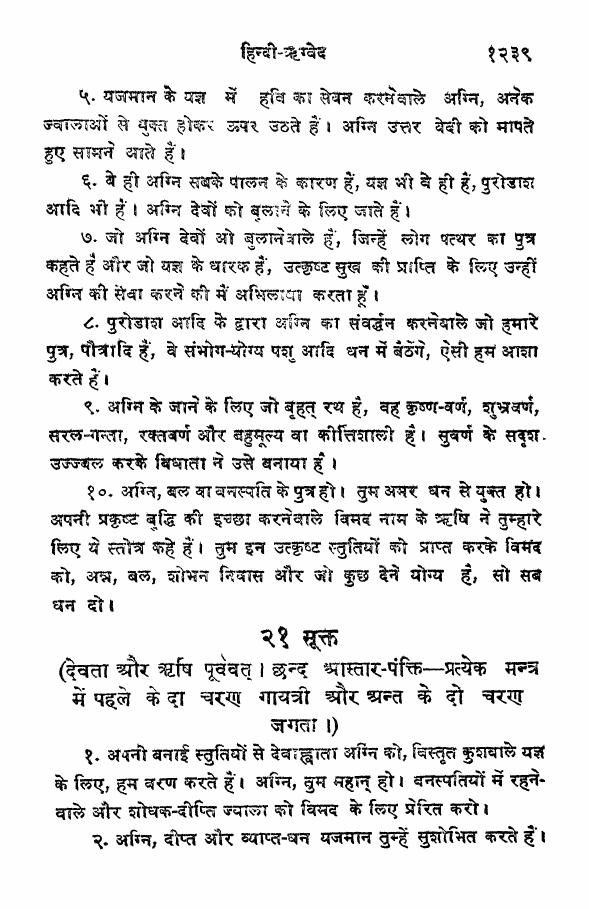 हिन्दी-ऋग्वेद १२३९
५. यजमान के यज्ञ में हवि का सेवन करनेवाले अग्नि, अनेक
ज्वालाओं से युक्त होकर ऊपर उठते हैं। अग्नि उत्तर वेदी को मापते
हुए सामने आते हैं।
६. वे ही अग्नि सबके पालन के कारण हैं, यज्ञ भी वे ही हैं, पुरोडाश
आदि भी हैं। अग्नि देवों को बुलाने के लिए जाते हैं।
७. जो अग्नि देवों ओ बुलानेवाले हैं, जिन्हें लोग पत्थर का पुत्र
कहते हैं और जो यज्ञ के धारक हैं, उत्कृष्ट सुख की प्राप्ति के लिए उन्हीं
अग्नि की सेवा करने की मैं अभिलाषा करता हूँ।
८. पुरोडाश आदि के द्वारा अग्नि का संवर्द्धन करनेवाले जो हमारे
पुत्र, पौत्रादि हैं, वे संभोग-योग्य पशु आदि धन में बैठेंगे, ऐसी हम आशा
करते हैं।
९. अग्नि के जाने के लिए जो बृहत् रथ है, वह कृष्ण-वर्ण, शुभ्रवर्ण,
सरल-गन्ता, रक्तवर्ण और बहुमूल्य वा कीर्त्तिशाली है। सुवर्ण के सदृश
उज्ज्वल करके विधाता ने उसे बनाया है।
१०. अग्नि, बल वा वनस्पति के पुत्र हो। तुम अमर धन से युक्त हो।
अपनी प्रकृष्ट बुद्धि की इच्छा करनेवाले विमद नाम के ऋषि ने तुम्हारे
लिए ये स्तोत्र कहे हैं। तुम इन उत्कृष्ट स्तुतियों को प्राप्त करके विमद
को, अन्न, बल, शोभन निवास और जो कुछ देने योग्य है, सो सब
धन दो।
२१ सूक्त
(देवता और ऋषि पूर्ववत्। छन्द आस्तार-पंक्ति—प्रत्येक मन्त्र
में पहले के दा चरण गायत्री और अन्त के दो चरण
जगता।)
१. अपनी बनाई स्तुतियों से देवाह्वाता अग्नि को, विस्तृत कुशवाले यज्ञ
के लिए, हम वरण करते हैं। अग्नि, तुम महान् हो। वनस्पतियों में रहने-
वाले और शोधक-दीप्ति ज्वाला को विमद के लिए प्रेरित करो।
२. अग्नि, दीप्त और व्याप्त-धन यजमान तुम्हें सुशोभित करते हैं।